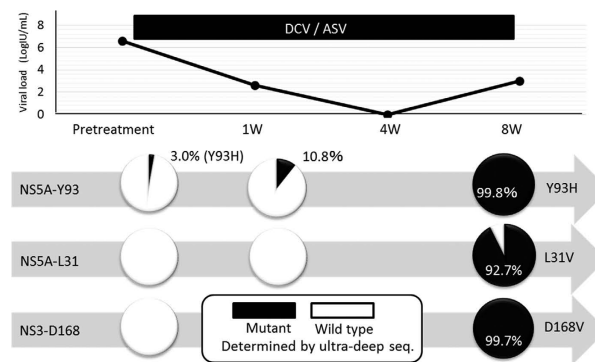 DCV / ASV
Viral load (LogIU/mL)
8
6
4
2
0
Pretreatment 1W 4W 8W
3.0% (Y93H) 10.8%
NS5A-Y93 99.8% Y93H
NS5A-L31 92.7% L31V
NS3-D168 99.7% D168V
Mutant Wild type
Determined by ultra-deep seq.